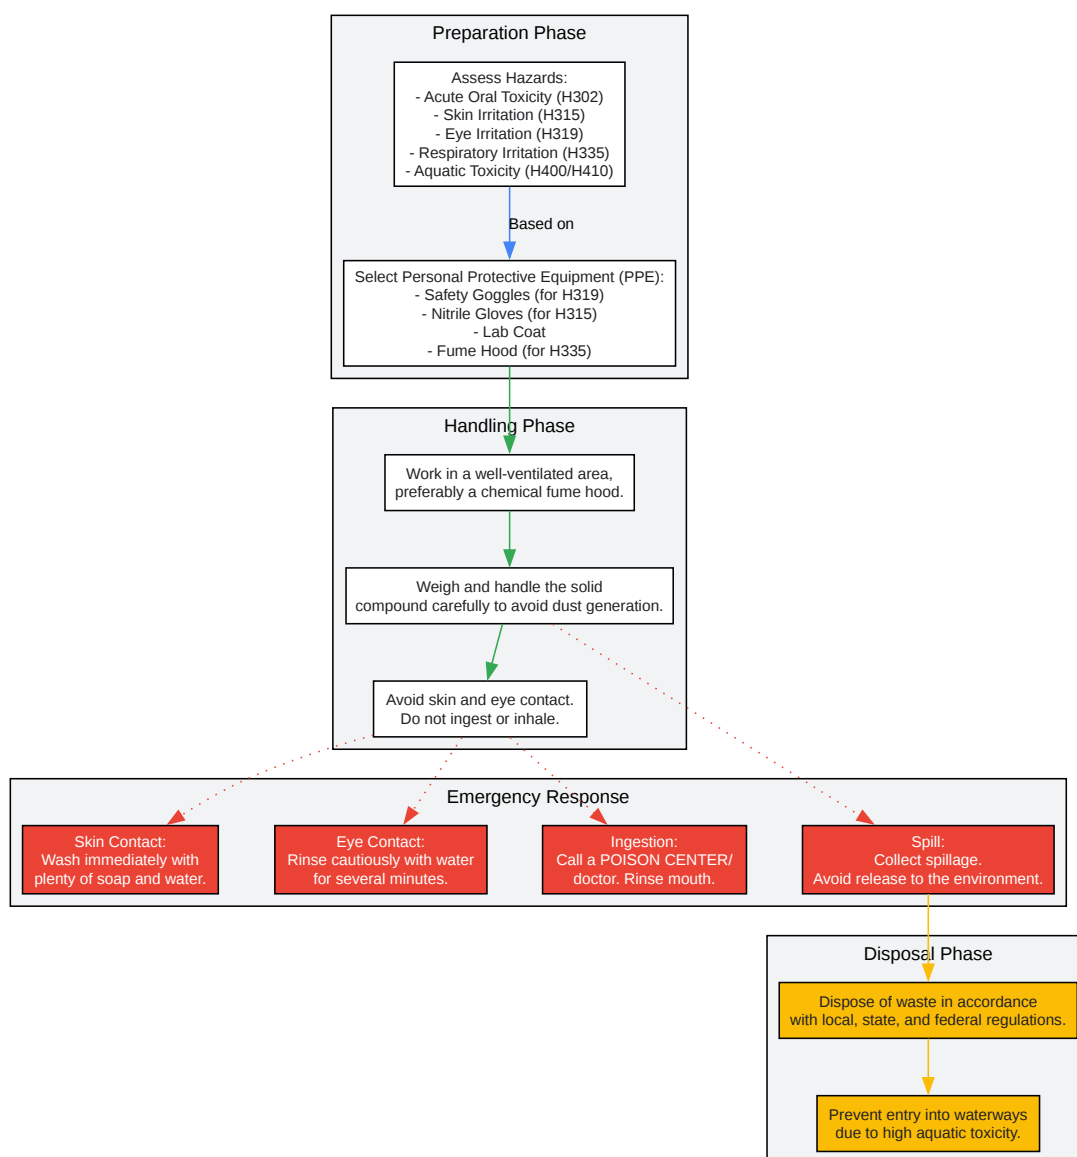 Preparation Phase
Assess Hazards:
- Acute Oral Toxicity (H302)
- Skin Irritation (H315)
- Eye Irritation (H319)
- Respiratory Irritation (H335)
- Aquatic Toxicity (H400/H410)
Based on
Select Personal Protective Equipment (PPE):
- Safety Goggles (for H319)
- Nitrile Gloves (for H315)
- Lab Coat
- Fume Hood (for H335)
Handling Phase
Work in a well-ventilated area,
preferably a chemical fume hood.
Weigh and handle the solid
compound carefully to avoid dust generation.
Avoid skin and eye contact.
Do not ingest or inhale.
Emergency Response
Skin Contact:
Wash immediately with
plenty of soap and water.
Eye Contact:
Rinse cautiously with water
for several minutes.
Ingestion:
Call a POISON CENTER/
doctor. Rinse mouth.
Spill:
Collect spillage.
Avoid release to the environment.
Disposal Phase
Dispose of waste in accordance
with local, state, and federal regulations.
Prevent entry into waterways
due to high aquatic toxicity.